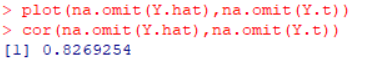 > plot(na.omit(Y.hat),na.omit(Y.t))
> cor(na.omit(Y.hat),na.omit(Y.t))
[1] 0.8269254